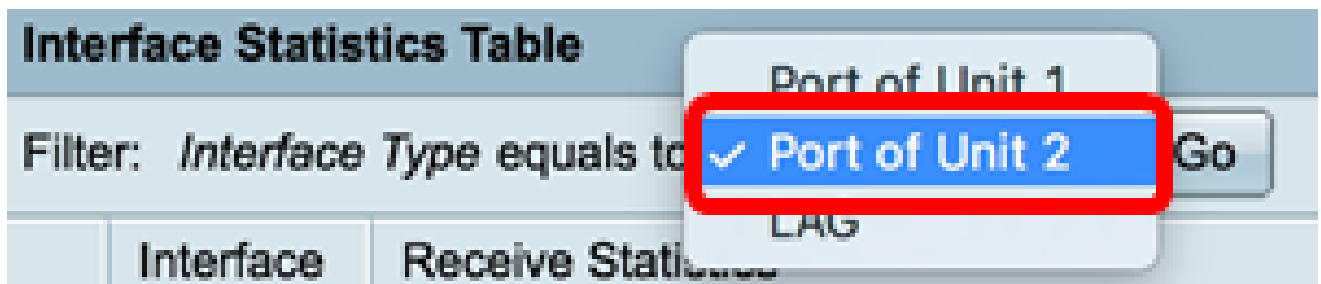 Interface Statistics Table
Port of Unit 1
Filter: Interface Type equals to ✓ Port of Unit 2 Go
LAG
Interface Receive Statistics